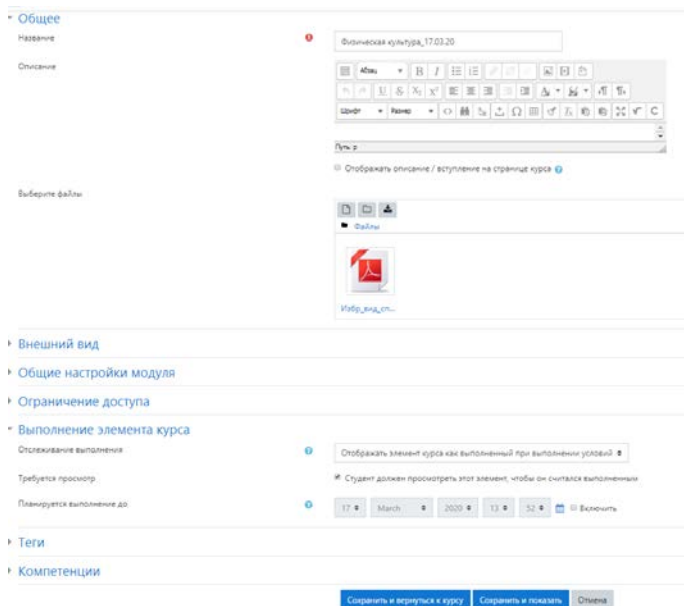 Общее
Название
Физическая культура_17.03.20
Описание
Абзац
B I
U S X₂ X²
Шрифт Размер
Путь: p
Отображать описание / вступление на странице курса
Выберите файлы
Файлы
Избр_вид_сп...
Внешний вид
Общие настройки модуля
Ограничение доступа
Выполнение элемента курса
Отслеживание выполнения
Отображать элемент курса как выполненный при выполнении условий
Требуется просмотр
Студент должен просмотреть этот элемент, чтобы он считался выполненным
Планируется выполнение до
17 March 2020 13 52 Включить
Теги
Компетенции
Сохранить и вернуться к курсу Сохранить и показать Отмена